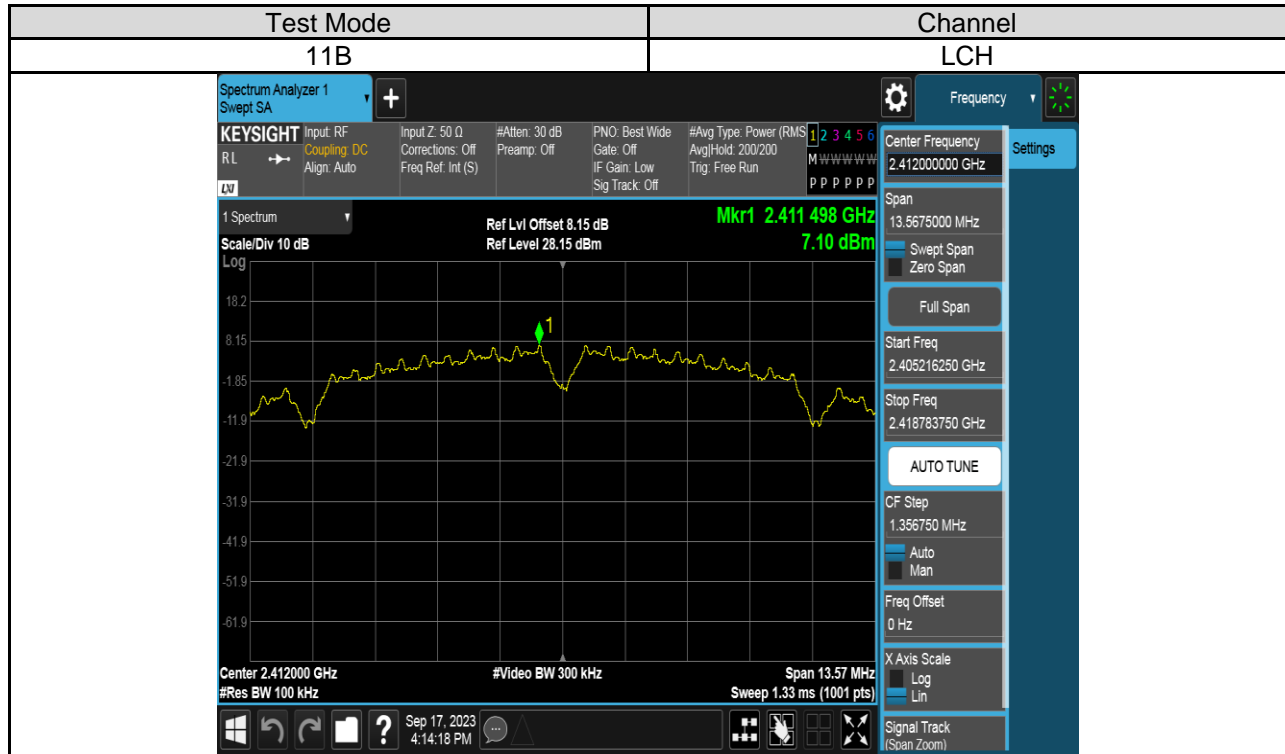 Test Mode Channel
11B LCH
Spectrum Analyzer 1
Swept SA
+
Frequency
KEYSIGHT
RL
LXI
Input: RF
Coupling: DC
Align: Auto
Input Z: 50 Ω
Corrections: Off
Freq Ref: Int (S)
#Atten: 30 dB
Preamp: Off
PNO: Best Wide
Gate: Off
IF Gain: Low
Sig Track: Off
#Avg Type: Power (RMS
Avg|Hold: 200/200
Trig: Free Run
1 2 3 4 5 6
M W W W W W
P P P P P P
1 Spectrum
Scale/Div 10 dB
Ref Lvl Offset 8.15 dB
Ref Level 28.15 dBm
Mkr1 2.411 498 GHz
7.10 dBm
Log
18.2
8.15
-1.85
-11.9
-21.9
-31.9
-41.9
-51.9
-61.9
1
Center 2.412000 GHz
#Res BW 100 kHz
#Video BW 300 kHz
Span 13.57 MHz
Sweep 1.33 ms (1001 pts)
?
Sep 17, 2023
4:14:18 PM
Center Frequency
2.412000000 GHz
Settings
Span
13.5675000 MHz
Swept Span
Zero Span
Full Span
Start Freq
2.405216250 GHz
Stop Freq
2.418783750 GHz
AUTO TUNE
CF Step
1.356750 MHz
Auto
Man
Freq Offset
0 Hz
X Axis Scale
Log
Lin
Signal Track
(Span Zoom)